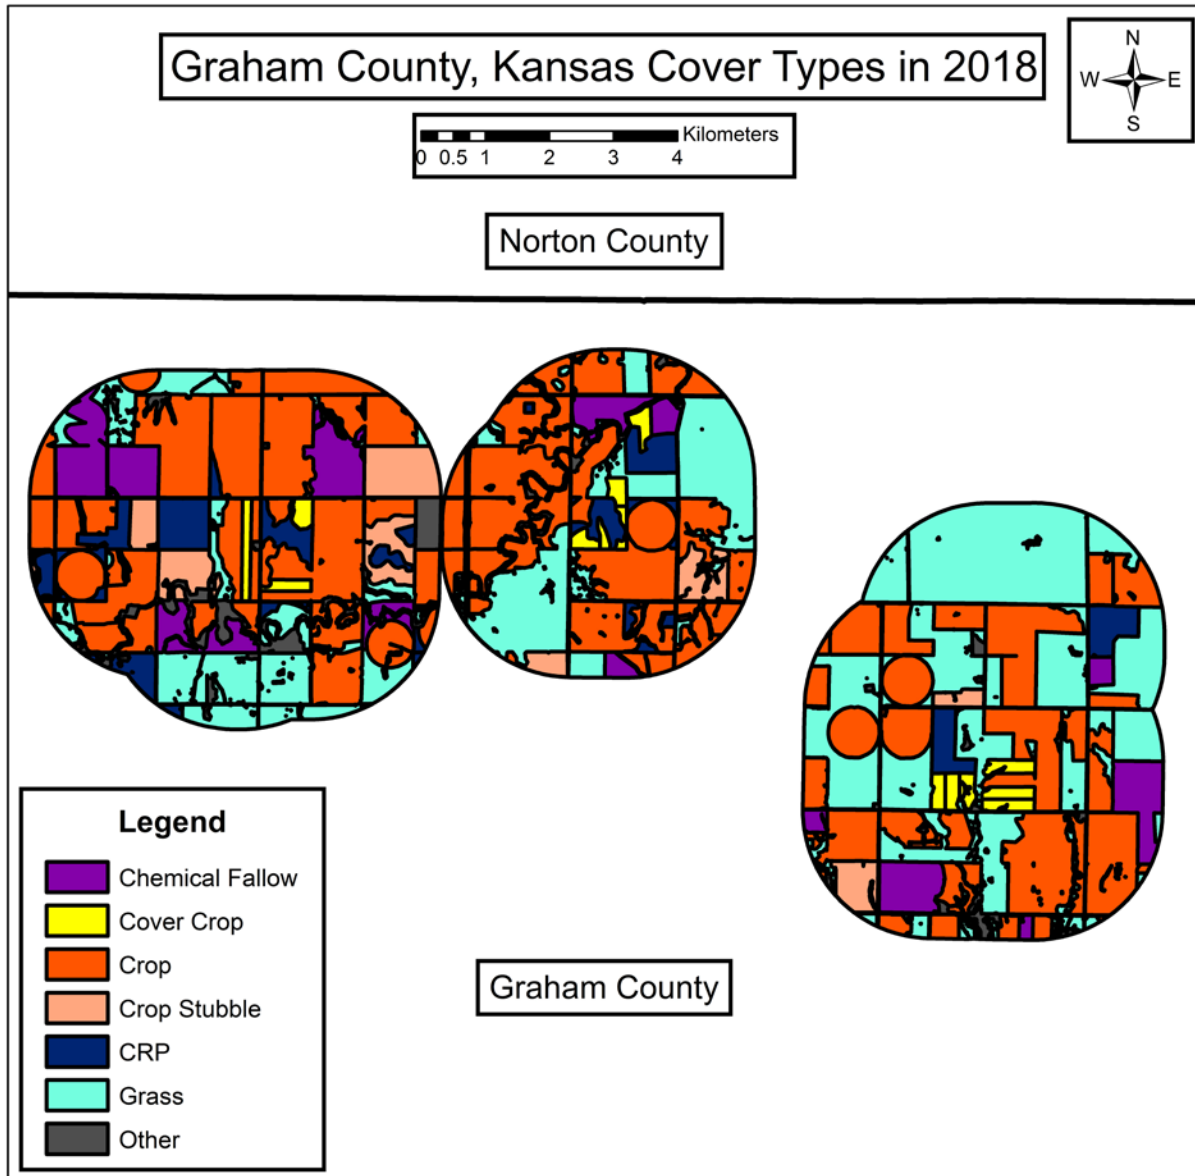 Graham County, Kansas Cover Types in 2018
N
W E
S
Kilometers
0 0.5 1 2 3 4
Norton County
Graham County
Legend
Chemical Fallow
Cover Crop
Crop
Crop Stubble
CRP
Grass
Other